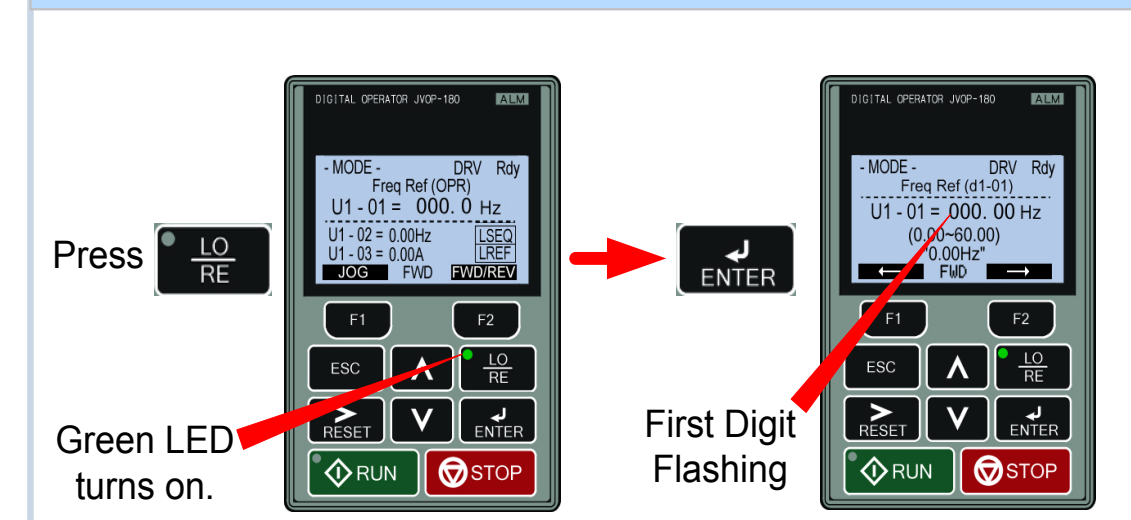 Press
LO
RE
DIGITAL OPERATOR JVOP-180 ALM
- MODE - DRV Rdy
Freq Ref (OPR)
U1 - 01 = 000. 0 Hz
U1 - 02 = 0.00Hz LSEQ
U1 - 03 = 0.00A LREF
JOG FWD FWD/REV
F1 F2
ESC LO
RE
RESET ENTER
RUN STOP
Green LED
turns on.
ENTER
DIGITAL OPERATOR JVOP-180 ALM
- MODE - DRV Rdy
Freq Ref (d1-01)
U1 - 01 = 000. 00 Hz
(0.00~60.00)
"0.00Hz"
← FWD →
F1 F2
ESC LO
RE
RESET ENTER
RUN STOP
First Digit
Flashing